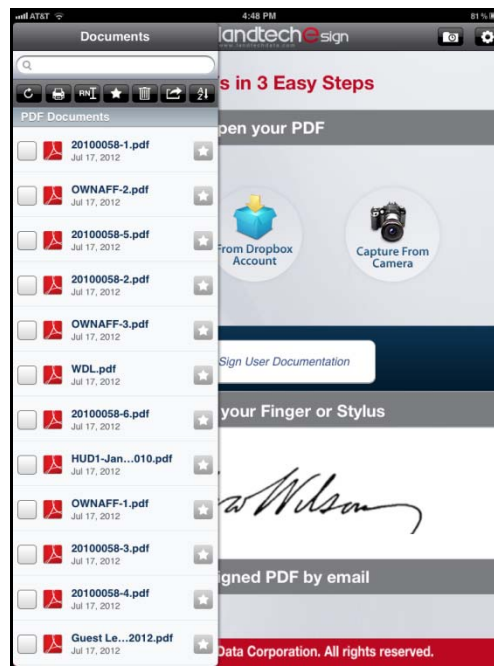 AT&T
4:48 PM
81 %
Documents
landtech e sign
www.landtechdata.com
s in 3 Easy Steps
RNI
A
Z
PDF Documents
pen your PDF
20100058-1.pdf
Jul 17, 2012
OWNAFF-2.pdf
Jul 17, 2012
20100058-5.pdf
Jul 17, 2012
From Dropbox
Account
Capture From
Camera
20100058-2.pdf
Jul 17, 2012
OWNAFF-3.pdf
Jul 17, 2012
WDL.pdf
Jul 17, 2012
Sign User Documentation
20100058-6.pdf
Jul 17, 2012
your Finger or Stylus
HUD1-Jan...010.pdf
Jul 17, 2012
OWNAFF-1.pdf
Jul 17, 2012
Wilson
20100058-3.pdf
Jul 17, 2012
20100058-4.pdf
Jul 17, 2012
igned PDF by email
Guest Le...2012.pdf
Jul 17, 2012
Data Corporation. All rights reserved.